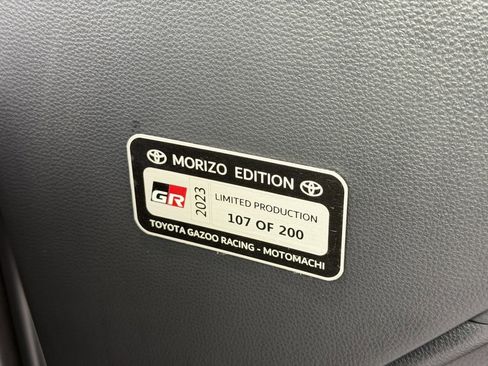 MORIZO EDITION
GR
2023
LIMITED PRODUCTION
107 OF 200
TOYOTA GAZOO RACING - MOTOMACHI